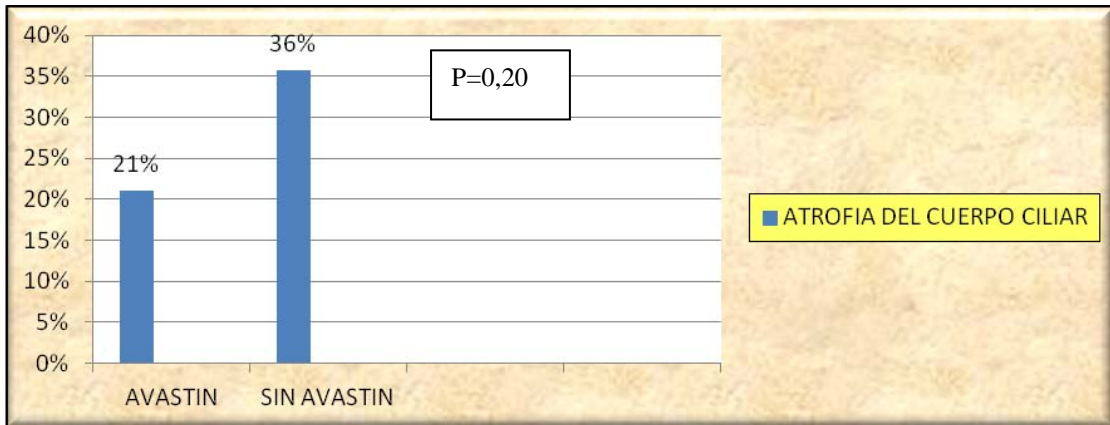 40%
35%
30%
25%
20%
15%
10%
5%
0%
21%
36%
P=0,20
AVASTIN
SIN AVASTIN
ATROFIA DEL CUERPO CILIAR